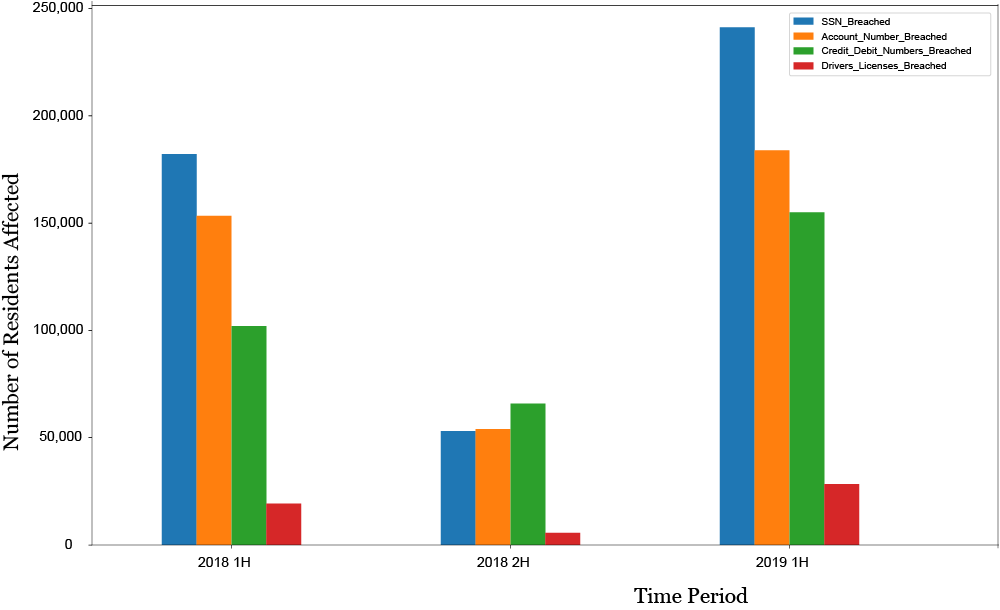 250,000
200,000
150,000
100,000
50,000
0
Number of Residents Affected
SSN_Breached
Account_Number_Breached
Credit_Debit_Numbers_Breached
Drivers_Licenses_Breached
2018 1H
2018 2H
2019 1H
Time Period